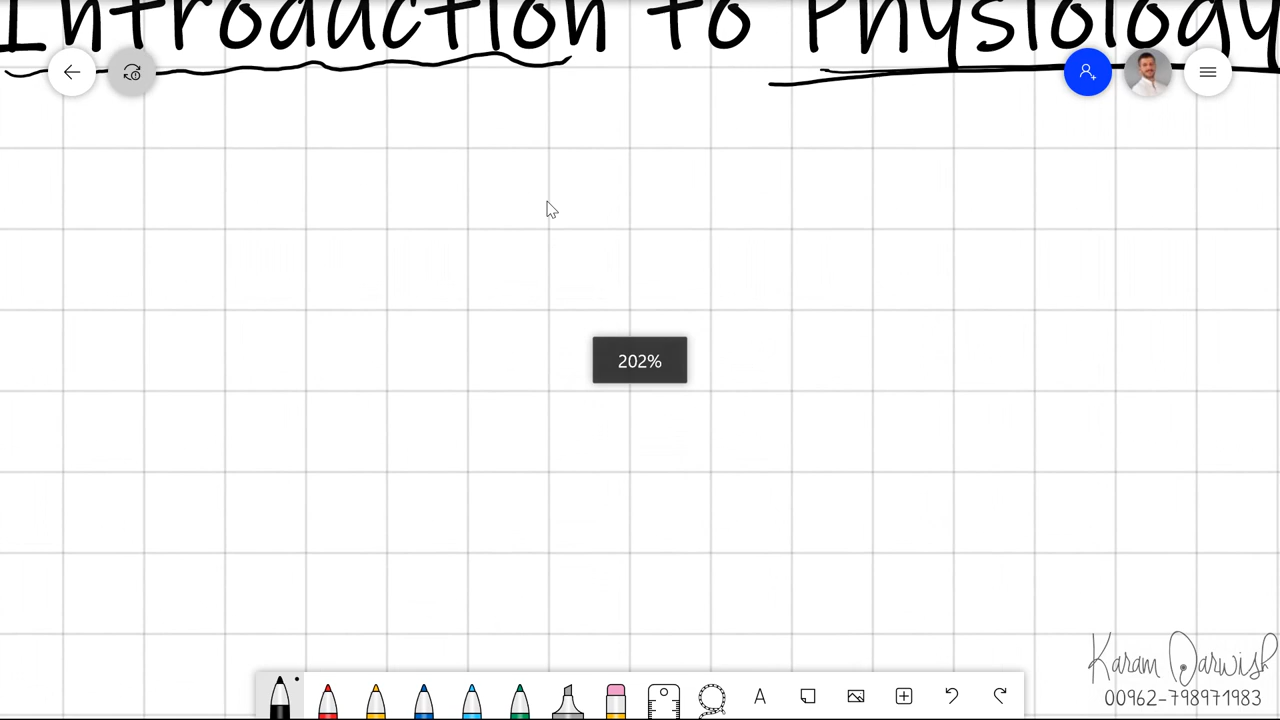 Introduction to Physiology
202%
A
Karam Darwish
00962-798971983